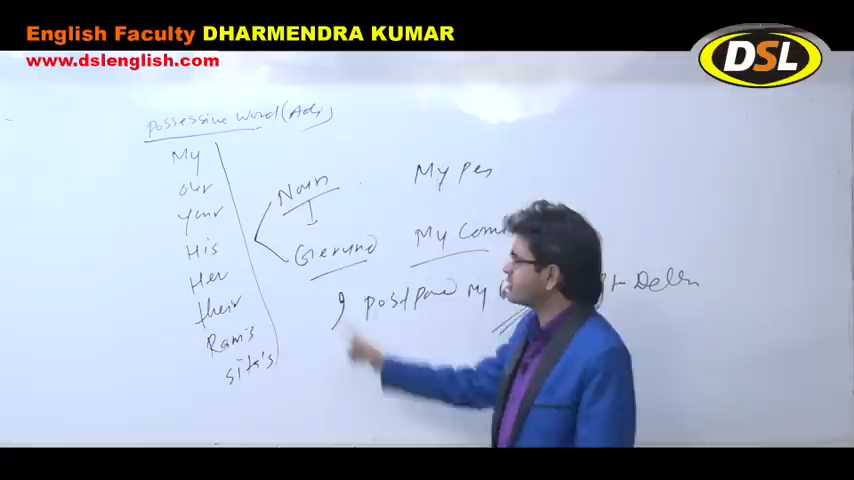 English Faculty DHARMENDRA KUMAR
www.dslenglish.com
DSL
Possessive word (Adj)
My
our
your
His
Her
their
Ram's
Sita's
Noun
Gerund
My pen
My
I postpone My Delhi